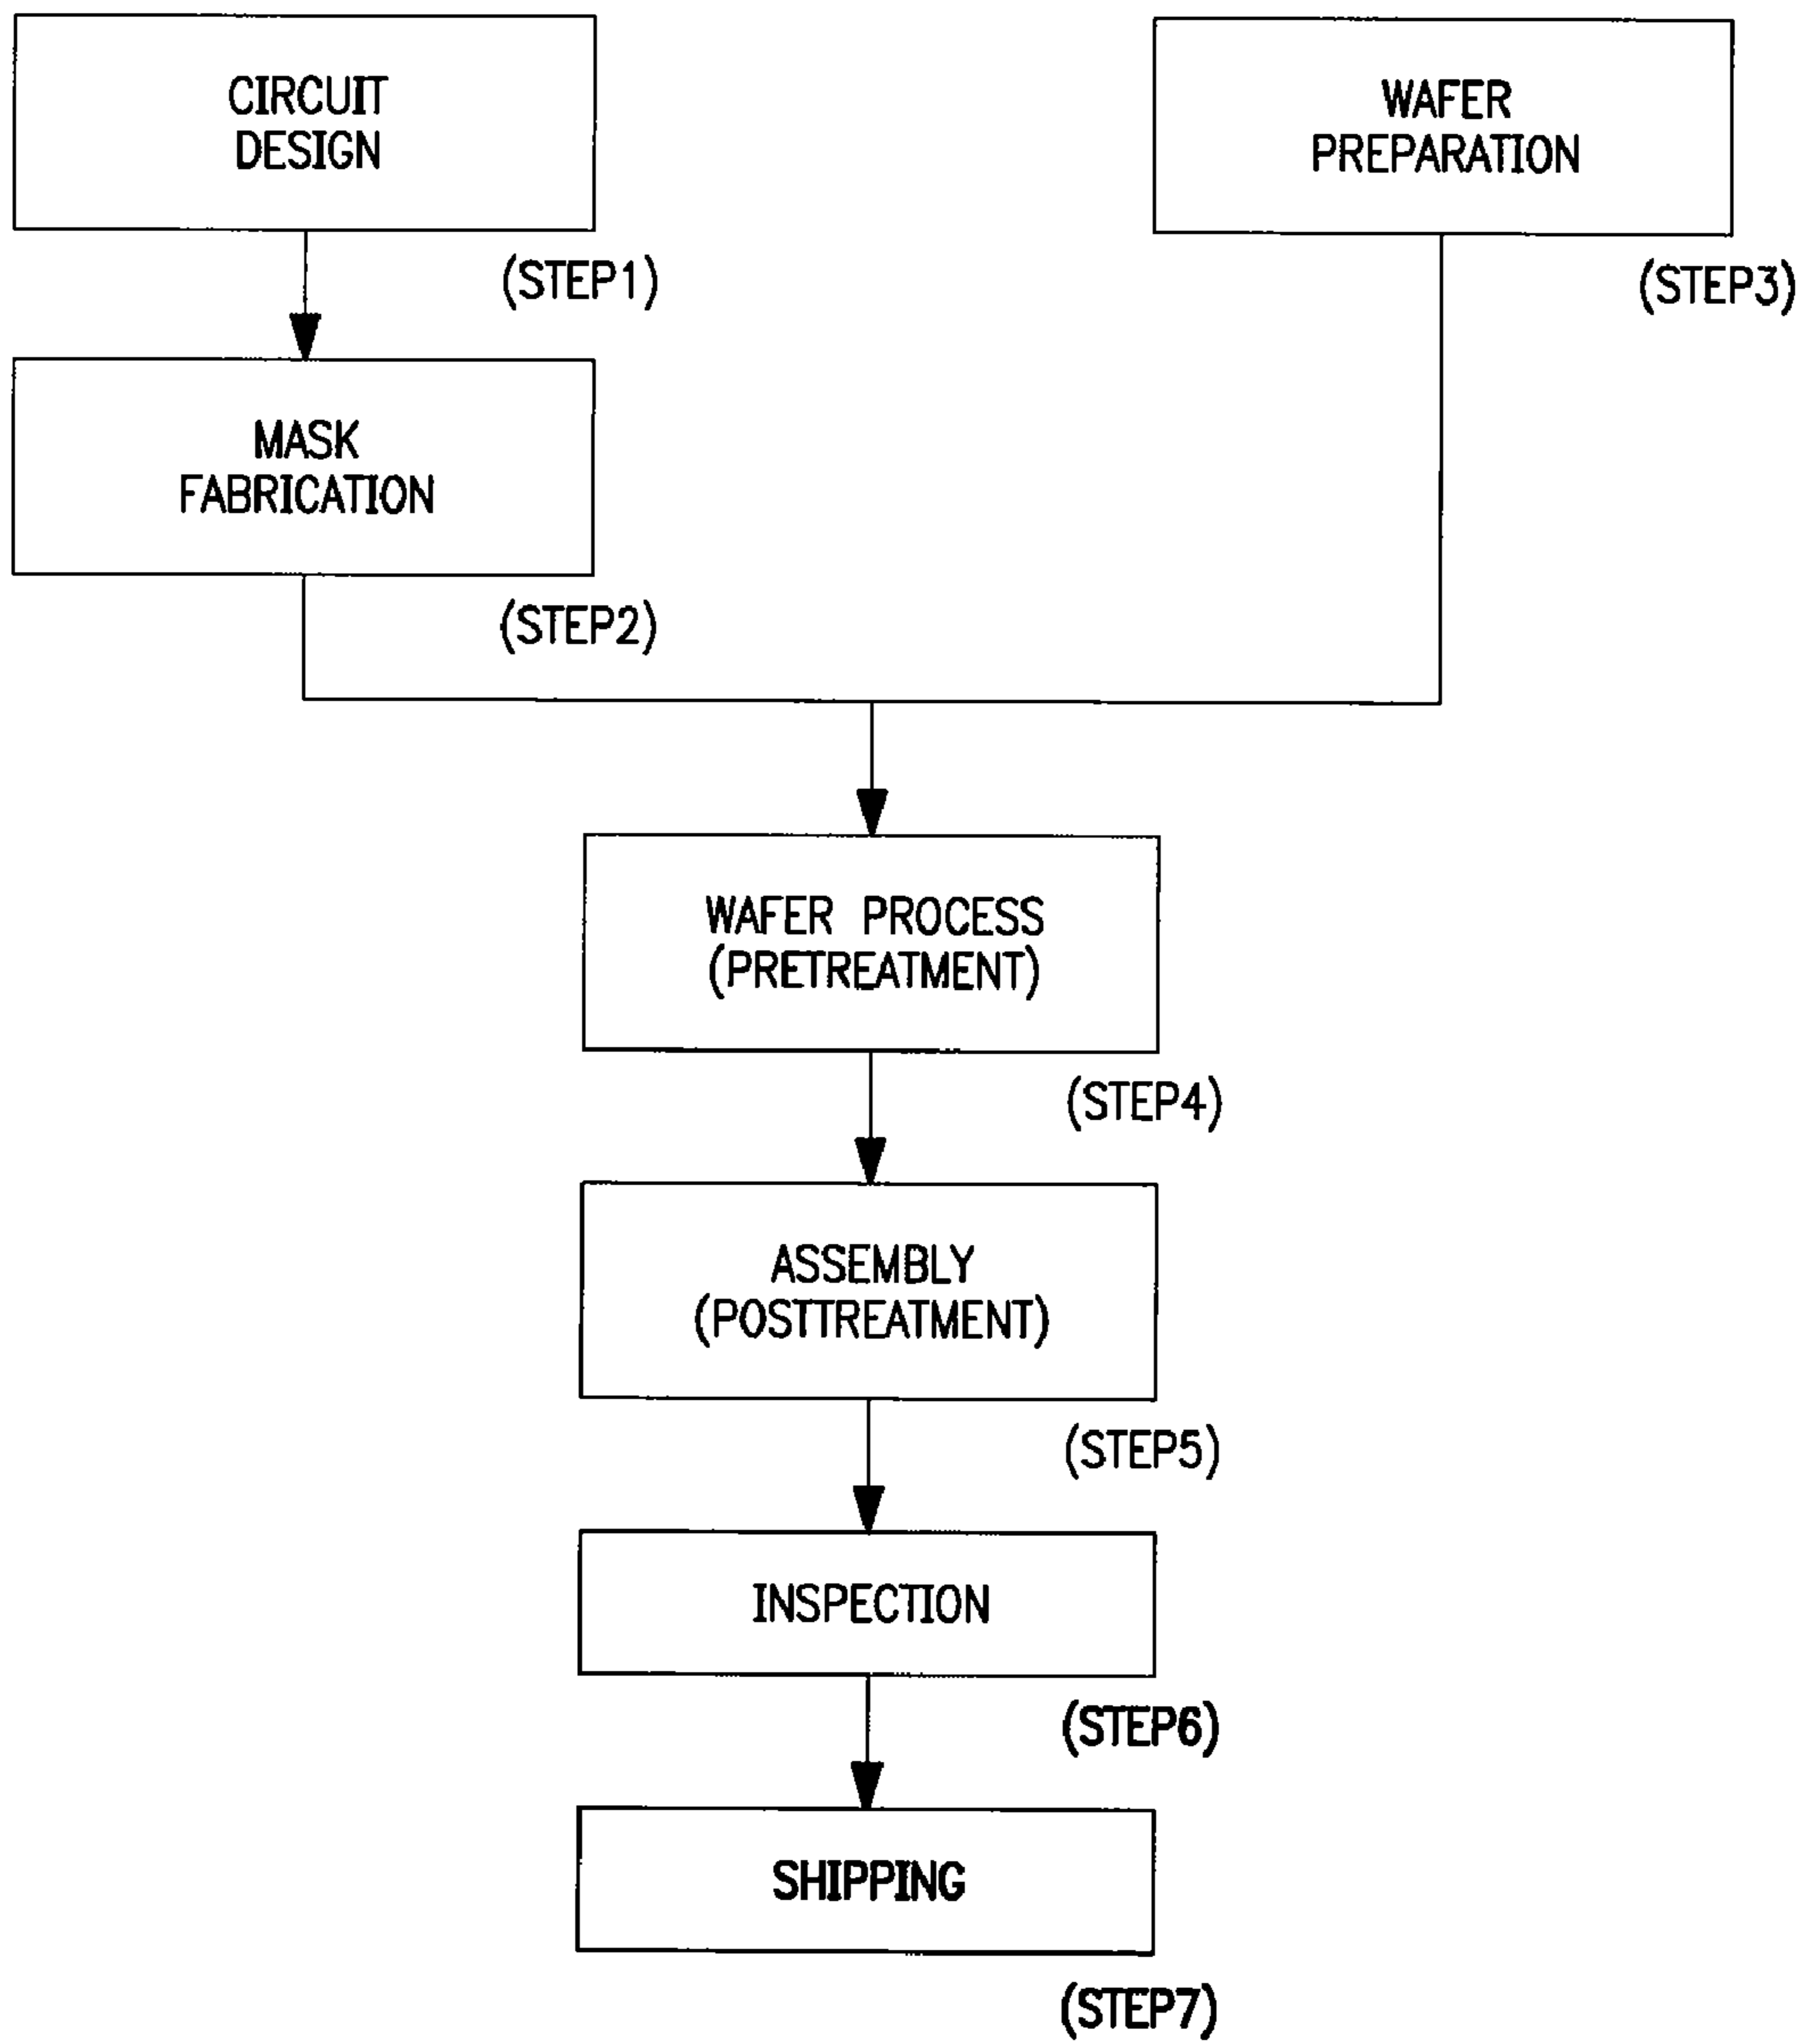 CIRCUIT
DESIGN
(STEP1)
WAFER
PREPARATION
(STEP3)
MASK
FABRICATION
(STEP2)
WAFER PROCESS
(PRETREATMENT)
(STEP4)
ASSEMBLY
(POSTTREATMENT)
(STEP5)
INSPECTION
(STEP6)
SHIPPING
(STEP7)